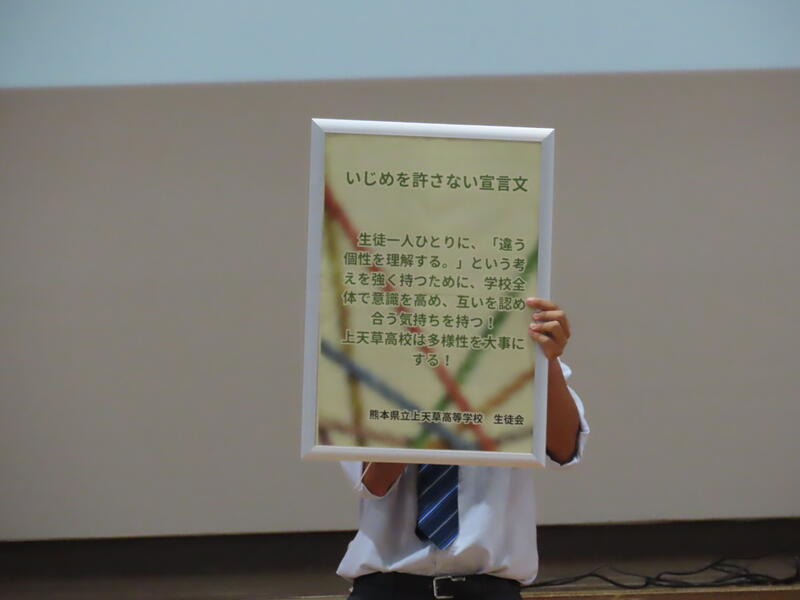 いじめを許さない宣言文
生徒一人ひとりに、「違う
個性を理解する。」という考
えを強く持つために、学校全
体で意識を高め、互いを認め
合う気持ちを持つ！
上天草高校は多様性を大事に
する！
熊本県立上天草高等学校　生徒会